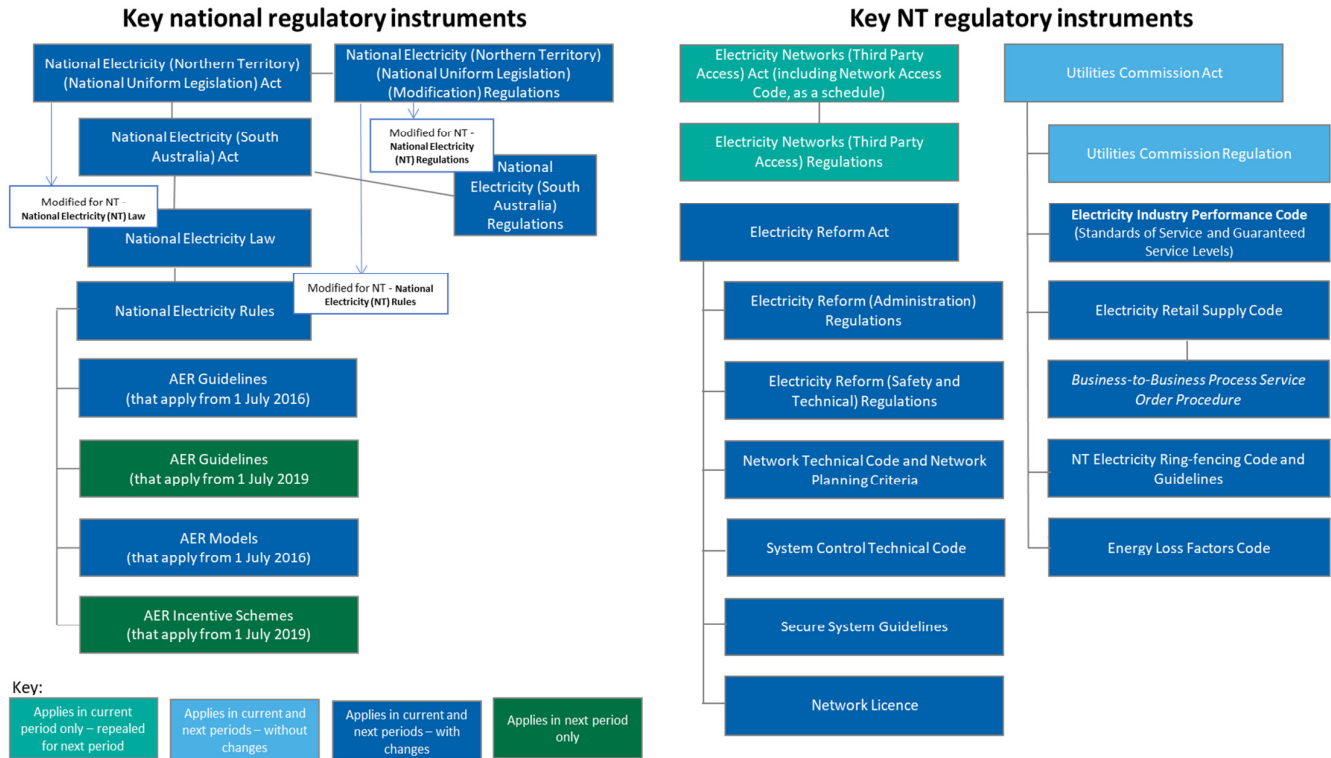 Key national regulatory instruments
National Electricity (Northern Territory)
(National Uniform Legislation) Act
National Electricity (Northern Territory)
(National Uniform Legislation)
(Modification) Regulations
National Electricity (South
Australia) Act
Modified for NT -
National Electricity
(NT) Regulations
National
Electricity (South
Australia)
Regulations
Modified for NT -
National Electricity (NT) Law
National Electricity Law
Modified for NT - National
Electricity (NT) Rules
National Electricity Rules
AER Guidelines
(that apply from 1 July 2016)
AER Guidelines
(that apply from 1 July 2019
AER Models
(that apply from 1 July 2016)
AER Incentive Schemes
(that apply from 1 July 2019)
Key NT regulatory instruments
Electricity Networks (Third Party
Access) Act (including Network Access
Code, as a schedule)
Electricity Networks (Third Party
Access) Regulations
Electricity Reform Act
Electricity Reform (Administration)
Regulations
Electricity Reform (Safety and
Technical) Regulations
Network Technical Code and Network
Planning Criteria
System Control Technical Code
Secure System Guidelines
Network Licence
Utilities Commission Act
Utilities Commission Regulation
Electricity Industry Performance Code
(Standards of Service and Guaranteed
Service Levels)
Electricity Retail Supply Code
Business-to-Business Process Service
Order Procedure
NT Electricity Ring-fencing Code and
Guidelines
Energy Loss Factors Code
Key:
Applies in current
period only – repealed
for next period
Applies in current and
next periods – without
changes
Applies in current and
next periods – with
changes
Applies in next period
only